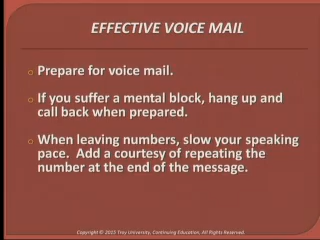 EFFECTIVE VOICE MAIL
Prepare for voice mail.
If you suffer a mental block, hang up and
call back when prepared.
When leaving numbers, slow your speaking
pace. Add a courtesy of repeating the
number at the end of the message.
Copyright © 2015 Troy University, Continuing Education, All Rights Reserved.